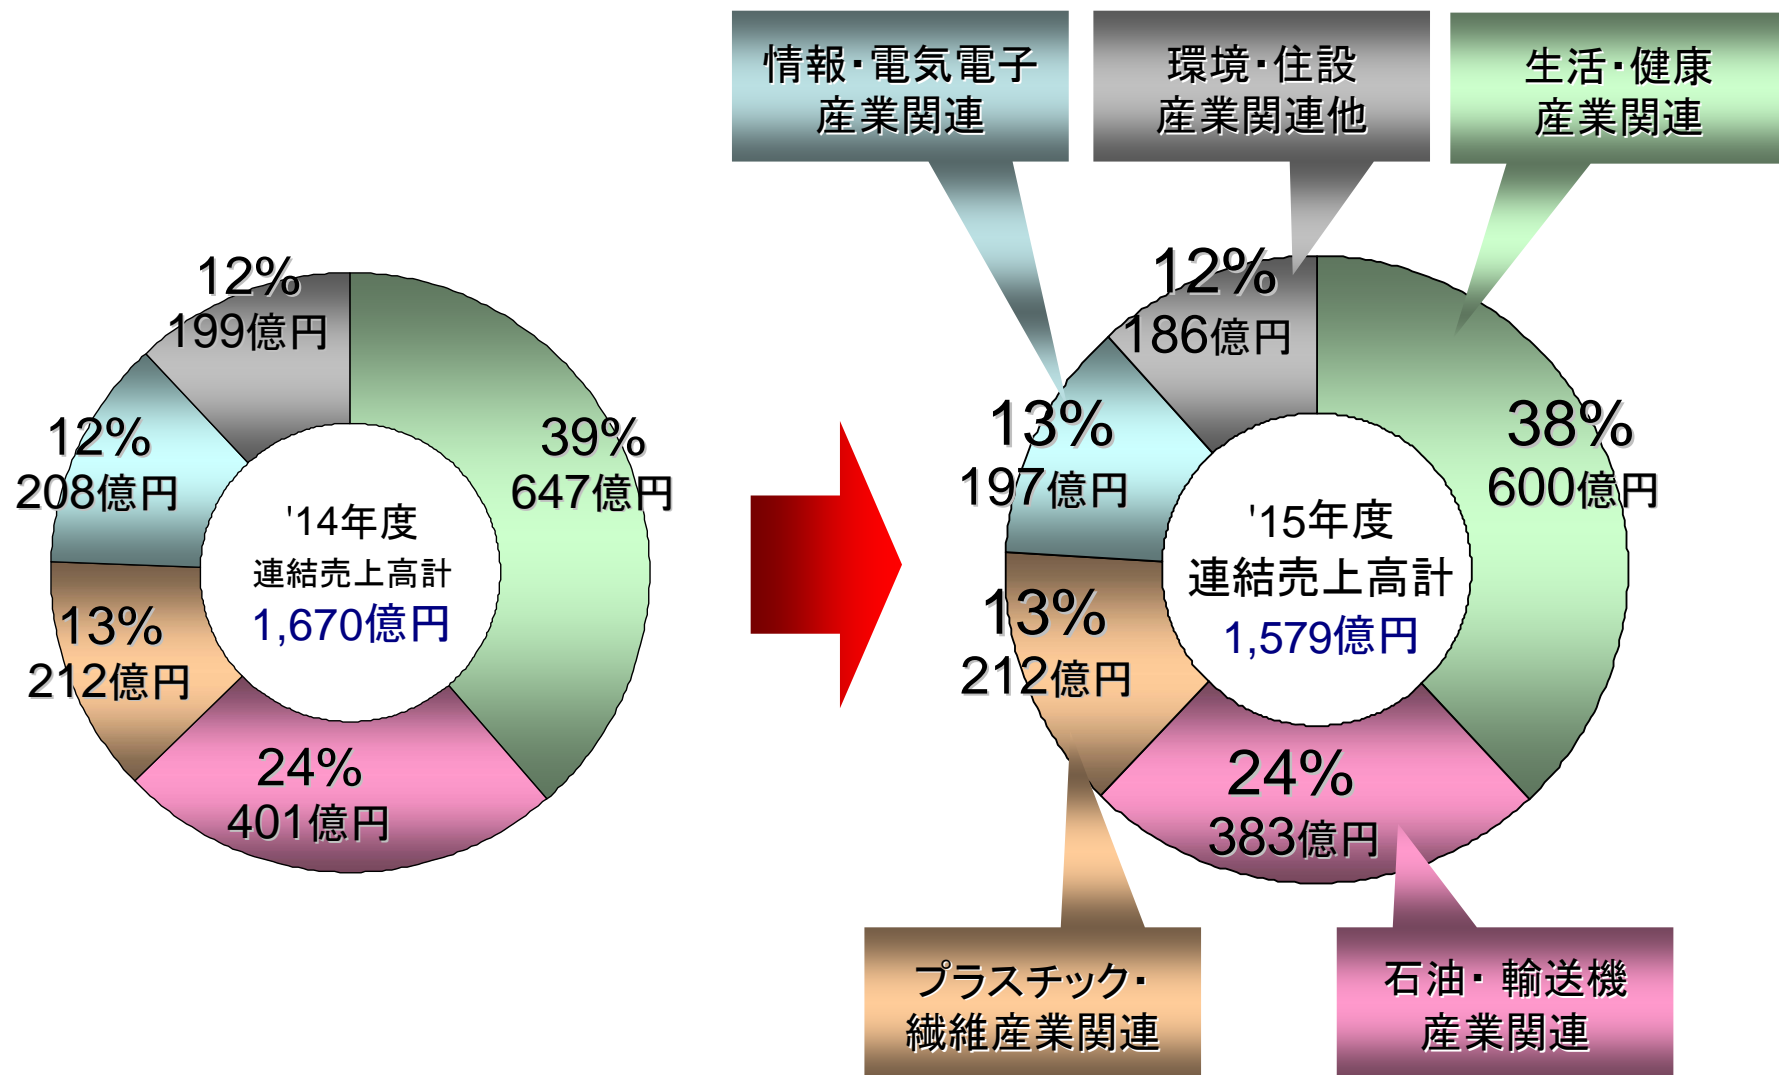 情報・電気電子
産業関連
環境・住設
産業関連他
生活・健康
産業関連
12%
199億円
12%
208億円
39%
647億円
'14年度
連結売上高計
1,670億円
13%
212億円
24%
401億円
12%
186億円
13%
197億円
38%
600億円
'15年度
連結売上高計
1,579億円
13%
212億円
24%
383億円
プラスチック・
繊維産業関連
石油・ 輸送機
産業関連